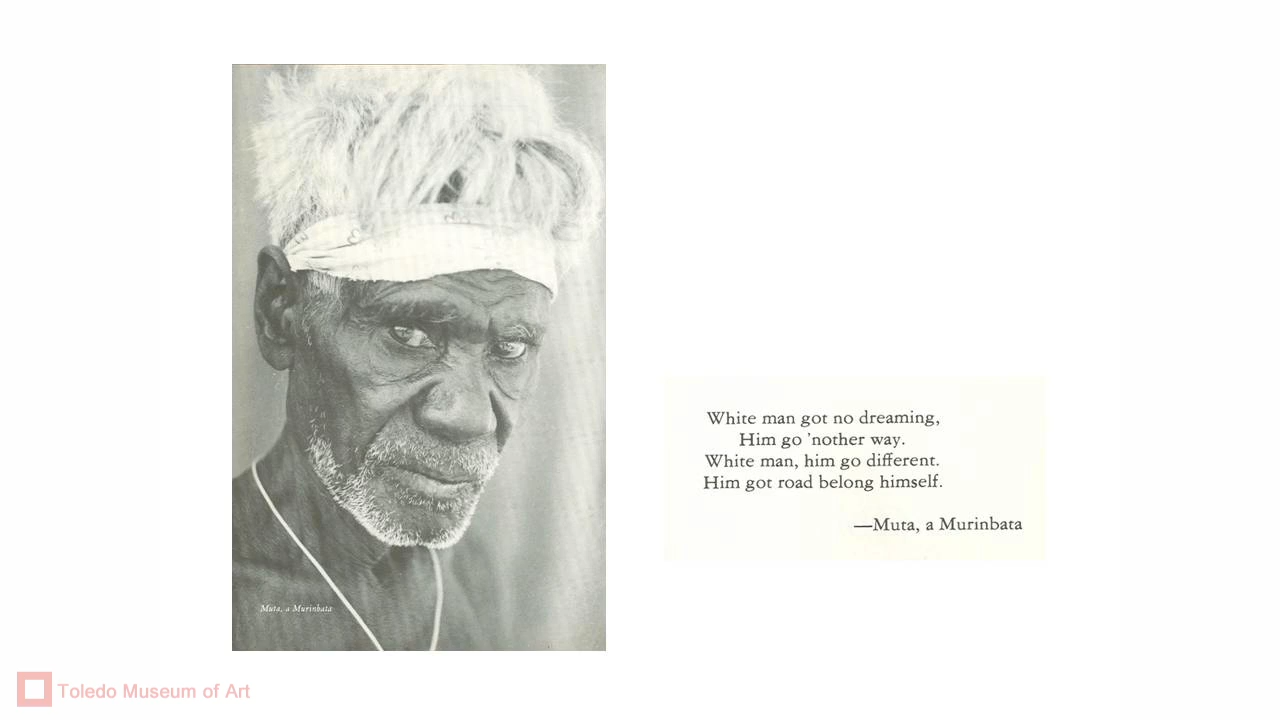 Muta, a Murinbata
White man got no dreaming,
Him go 'nother way.
White man, him go different.
Him got road belong himself.
—Muta, a Murinbata
Toledo Museum of Art